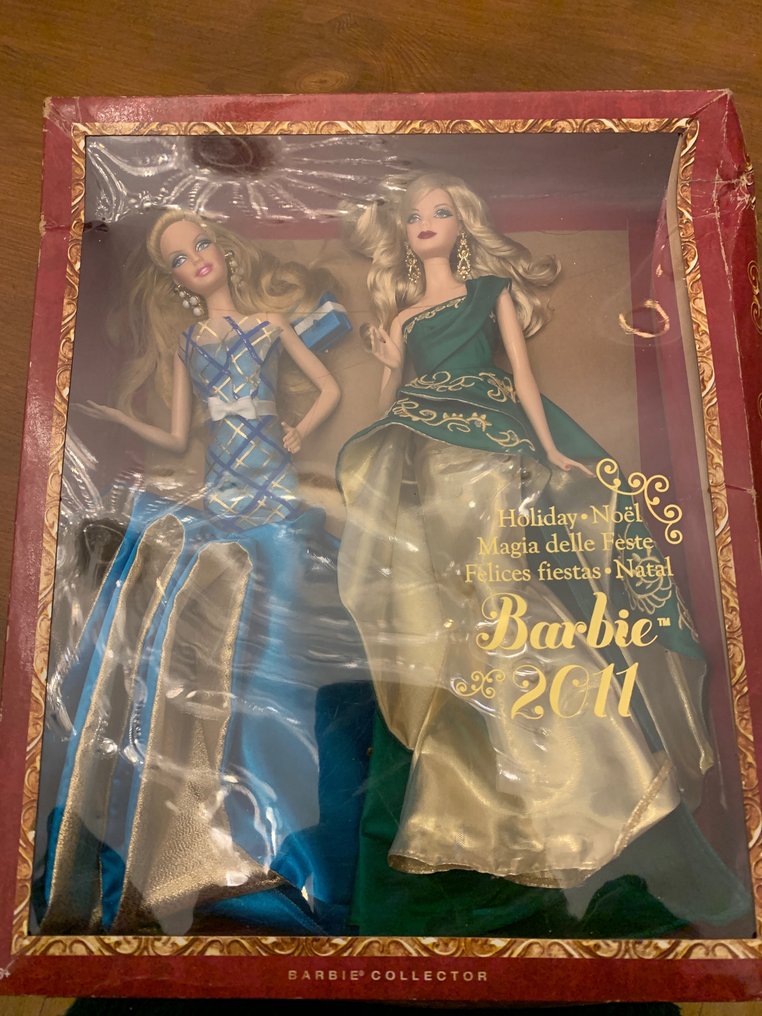 Holiday • Noël
Magia delle Feste
Felices fiestas • Natal
Barbie™
2011
BARBIE® COLLECTOR